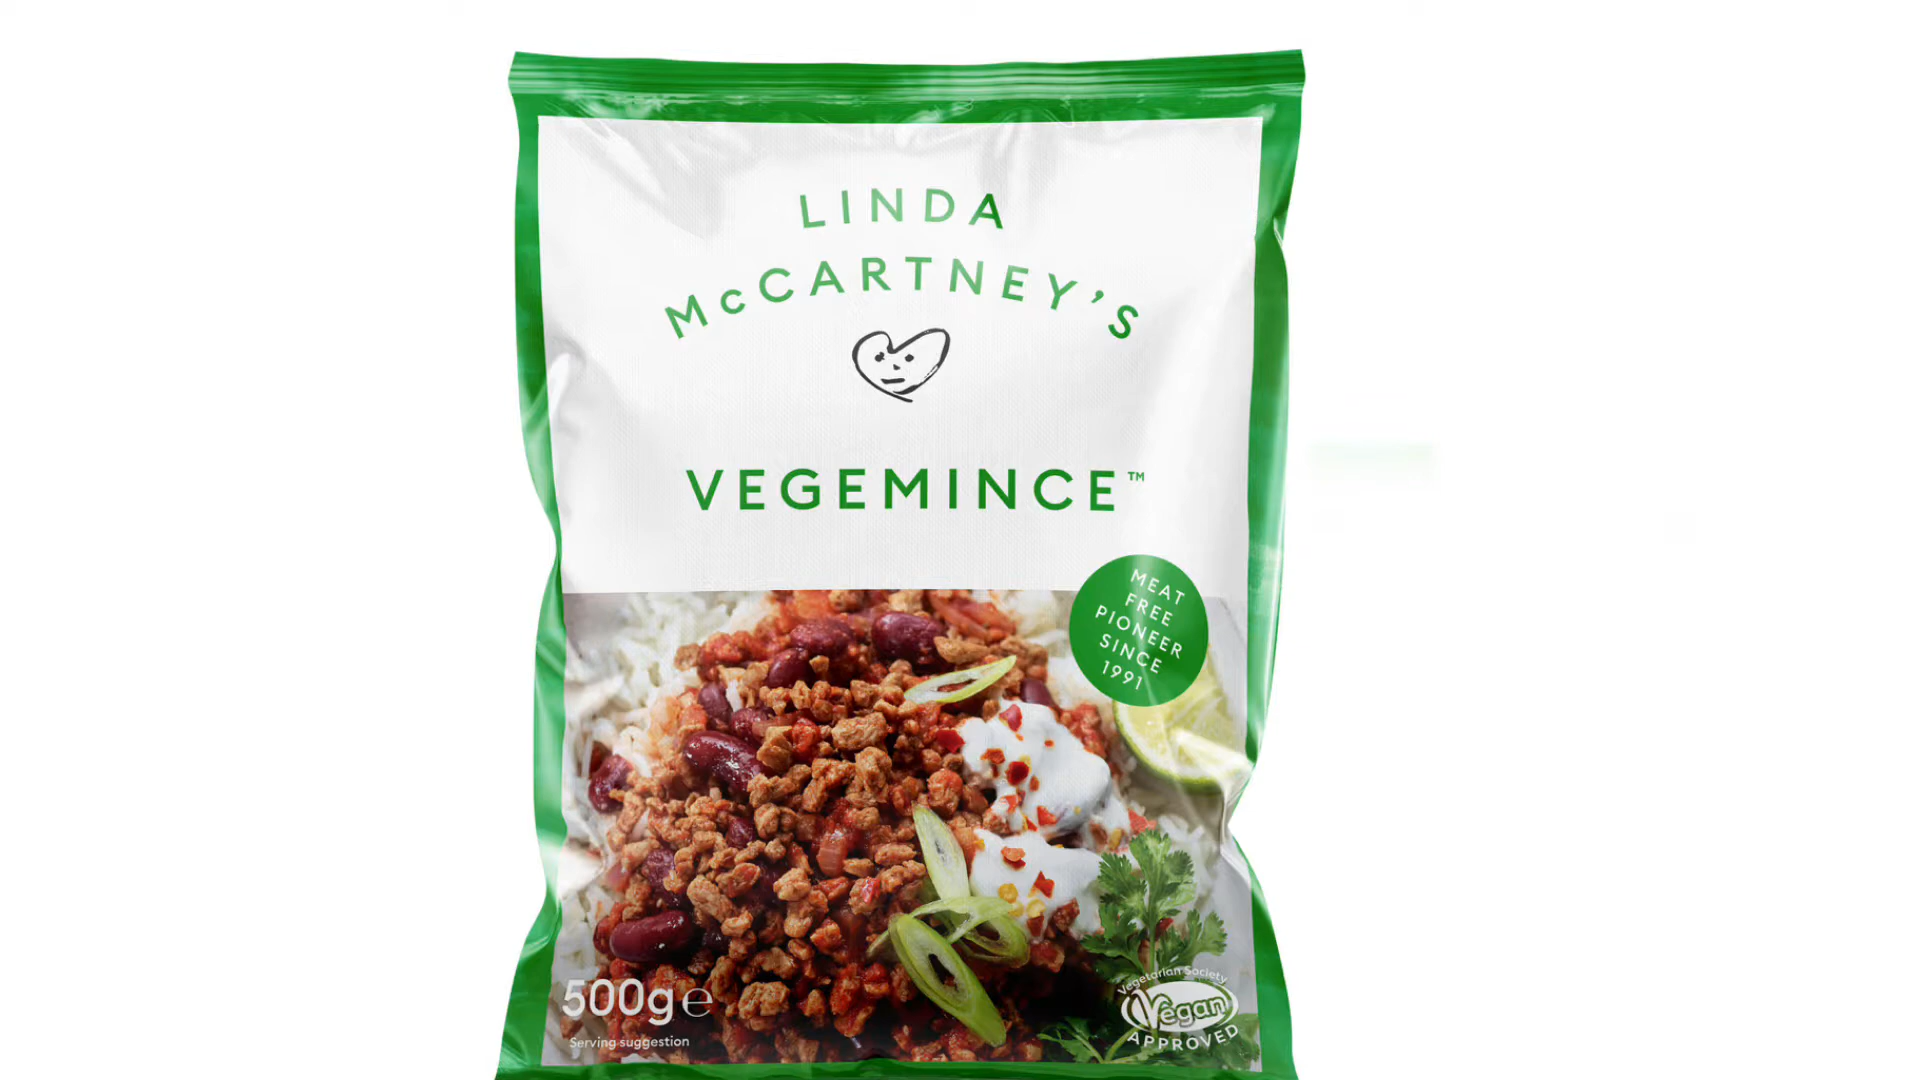 LINDA
McCARTNEY'S
VEGEMINCE™
MEAT
FREE
PIONEER
SINCE
1991
500g℮
Serving suggestion
Vegetarian Society
Vegan
APPROVED